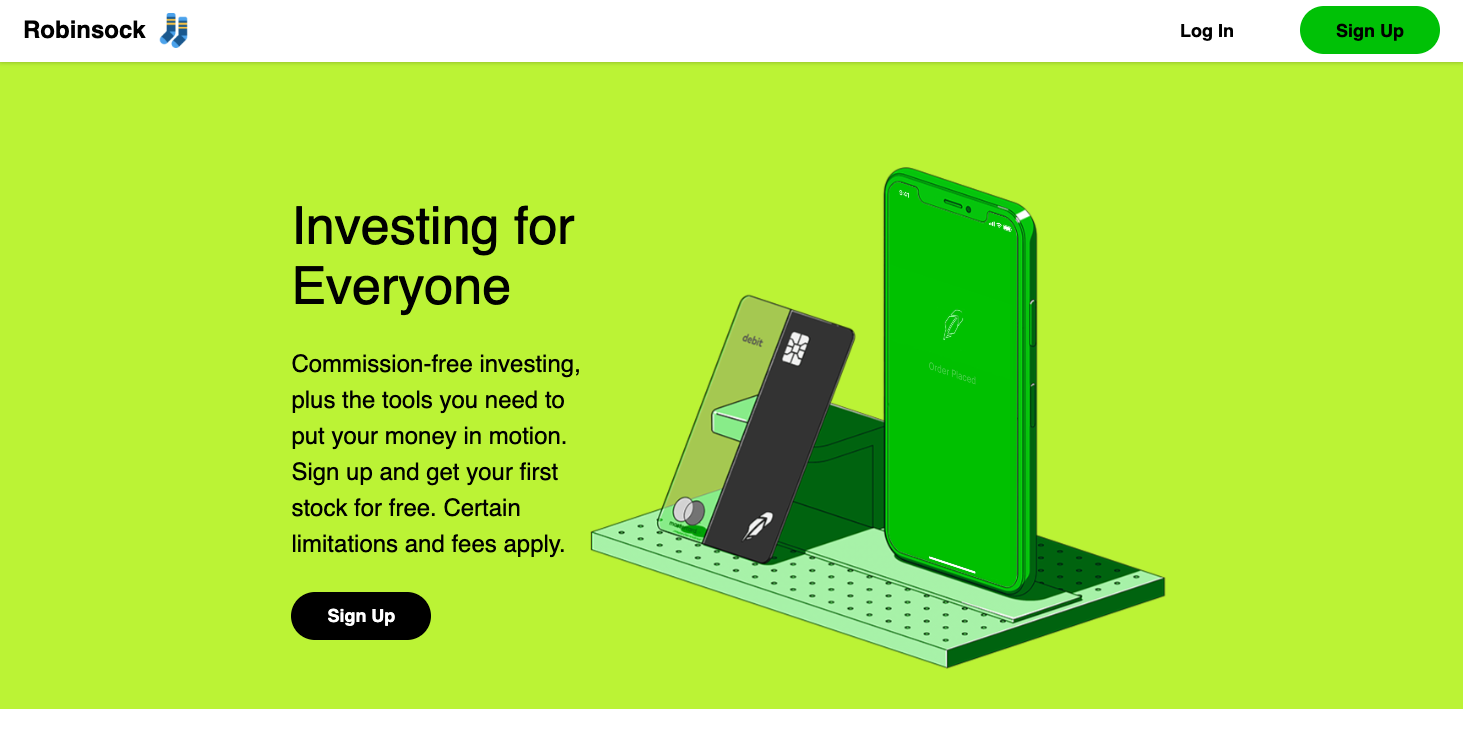 Robinsock
Log In
Sign Up
Investing for
Everyone
Commission-free investing,
plus the tools you need to
put your money in motion.
Sign up and get your first
stock for free. Certain
limitations and fees apply.
Sign Up
debit
9:41
Order Placed